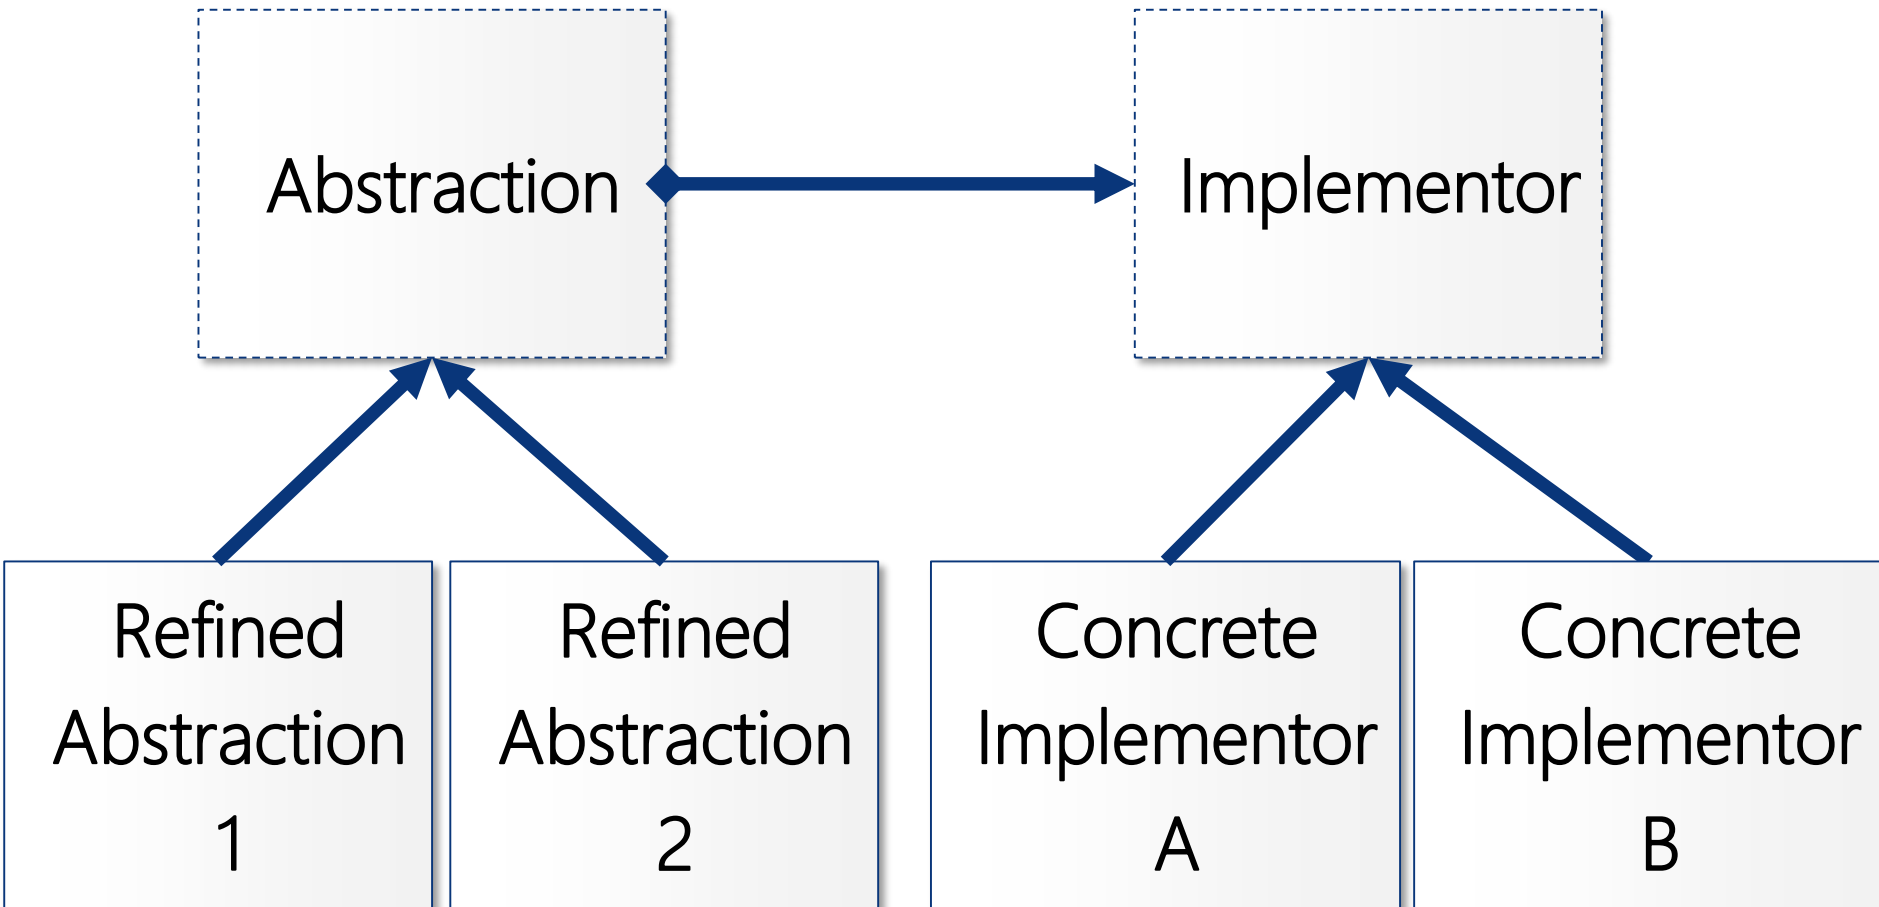 Abstraction
Implementor
Refined
Abstraction
1
Refined
Abstraction
2
Concrete
Implementor
A
Concrete
Implementor
B